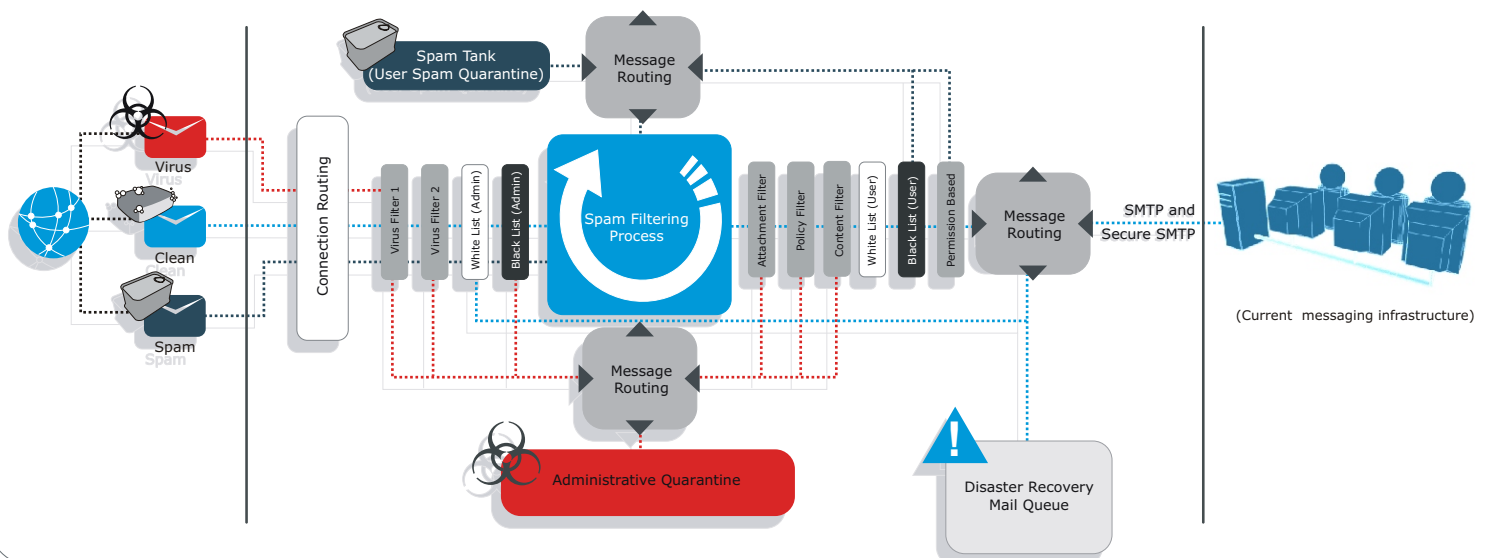 Spam Tank
(User Spam Quarantine)
Message
Routing
Virus
Clean
Spam
Connection Routing
Virus Filter 1
Virus Filter 2
White List (Admin)
Black List (Admin)
Spam Filtering
Process
Attachment Filter
Policy Filter
Content Filter
White List (User)
Black List (User)
Permission Based
Message
Routing
SMTP and
Secure SMTP
(Current messaging infrastructure)
Message
Routing
Administrative Quarantine
!
Disaster Recovery
Mail Queue